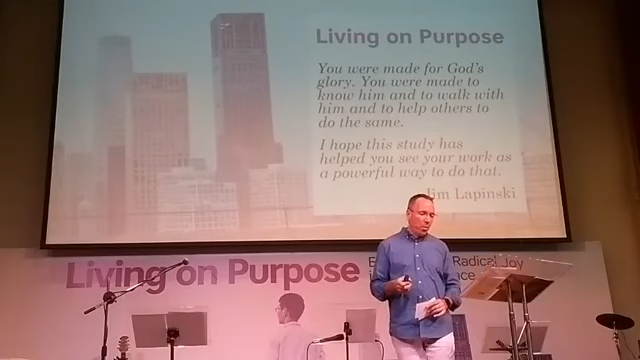 Living on Purpose
You were made for God's
glory. You were made to
know him and to walk with
him and to help others to
do the same.
I hope this study has
helped you see your work as
a powerful way to do that.
Jim Lapinski
Living on Purpose
Radical Joy